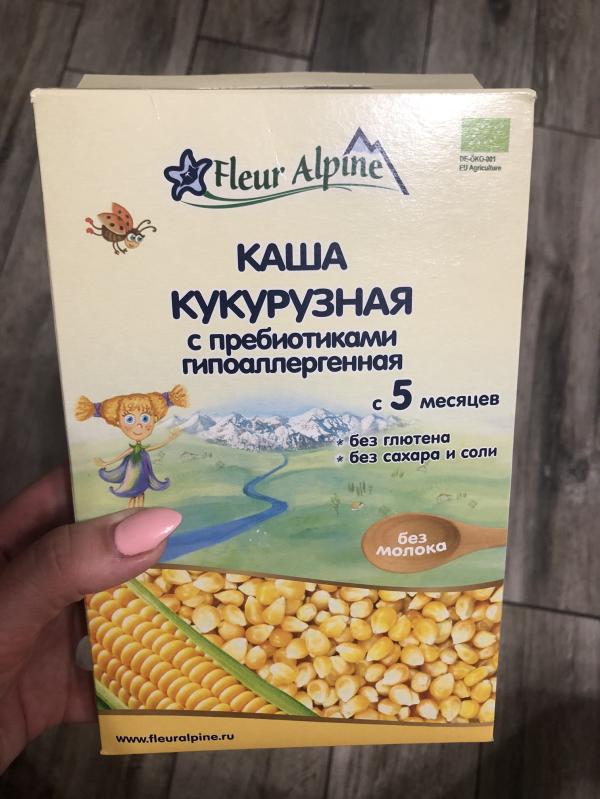 Fleur Alpine
DE-ÖKO-001
EU Agriculture
КАША
КУКУРУЗНАЯ
с пребиотиками
гипоаллергенная
с 5 месяцев
* без глютена
* без сахара и соли
без
молока
www.fleuralpine.ru